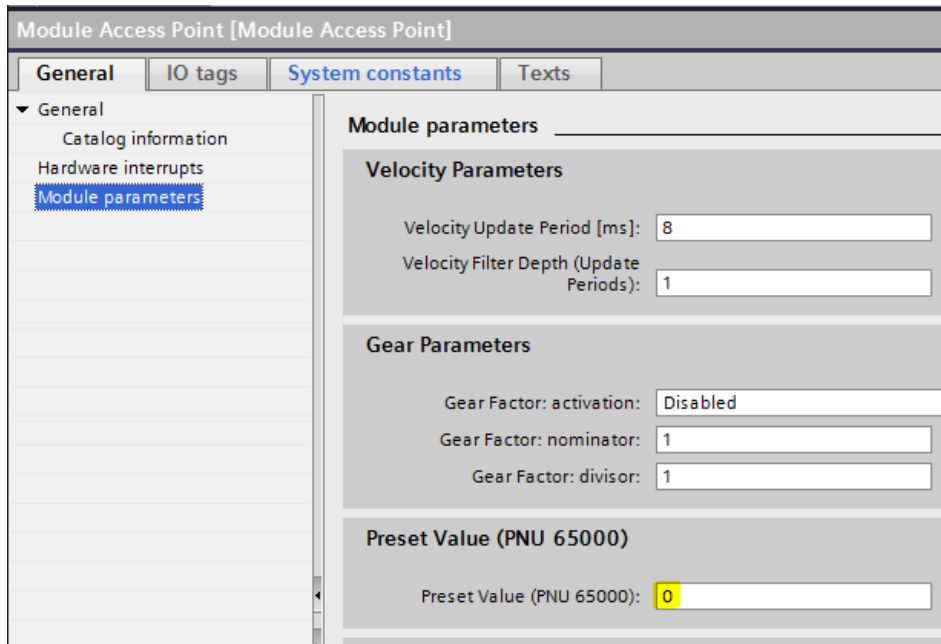 Module Access Point [Module Access Point]
General IO tags System constants Texts
General
Catalog information
Hardware interrupts
Module parameters
Module parameters
Velocity Parameters
Velocity Update Period [ms]: 8
Velocity Filter Depth (Update
Periods): 1
Gear Parameters
Gear Factor: activation: Disabled
Gear Factor: nominator: 1
Gear Factor: divisor: 1
Preset Value (PNU 65000)
Preset Value (PNU 65000): 0